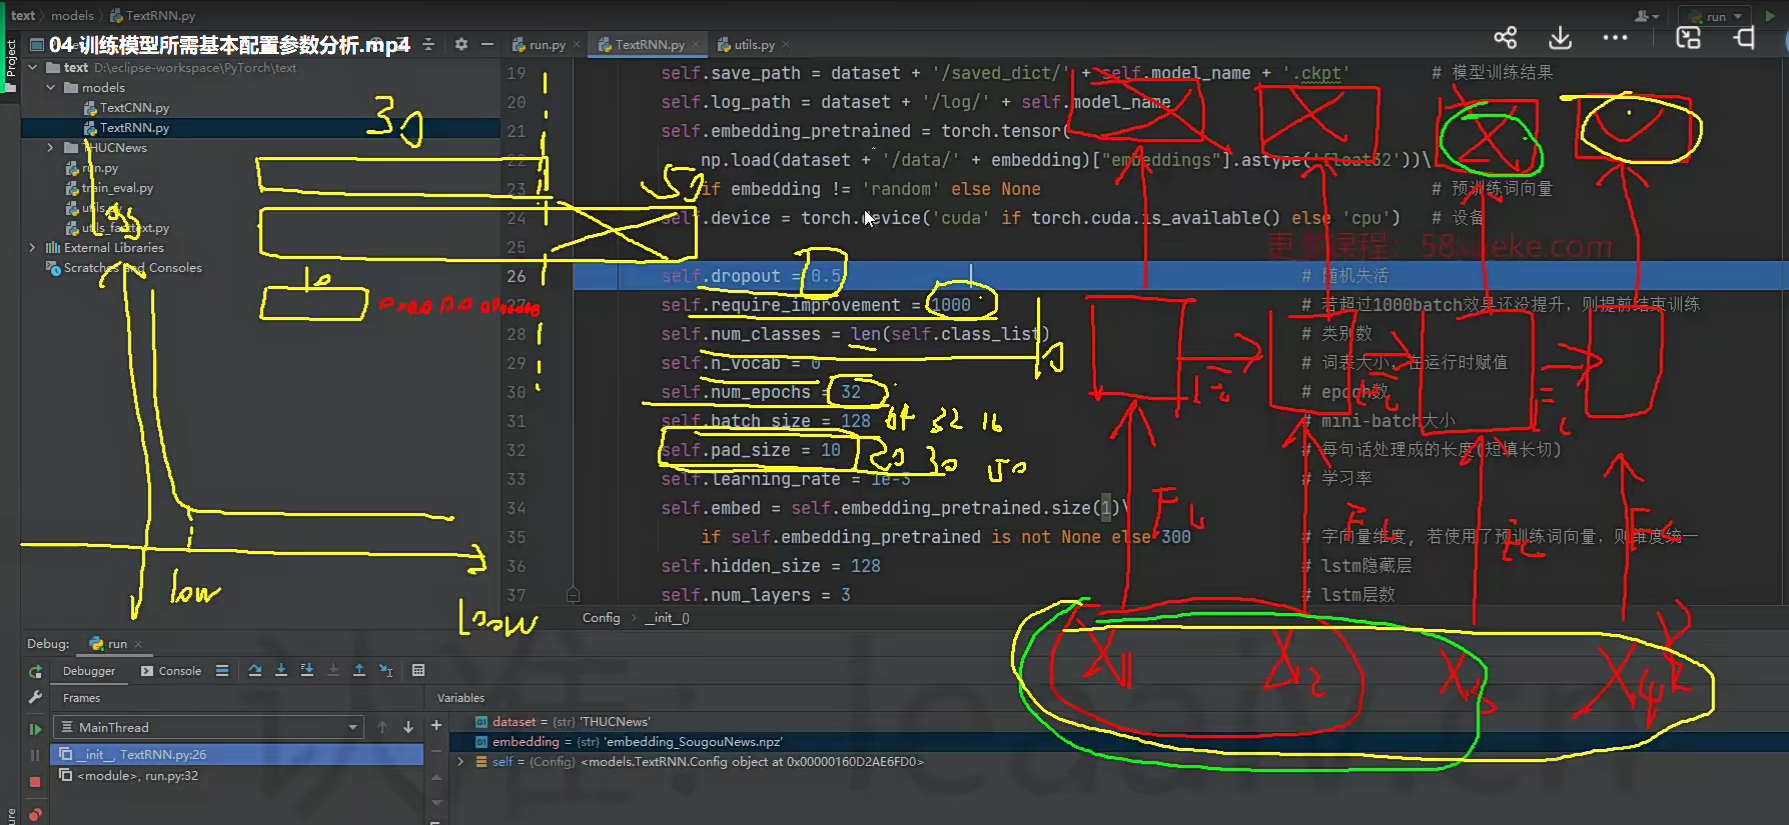 text › models › TextRNN.py
run
04 训练模型所需基本配置参数分析.mp4
run.py
TextRNN.py
utils.py
Project
text D:\eclipse-workspace\PyTorch\text
models
TextCNN.py
TextRNN.py
THUCNews
run.py
train_eval.py
utils.py
utils_fasttext.py
External Libraries
Scratches and Consoles
19 self.save_path = dataset + '/saved_dict/' + self.model_name + '.ckpt' # 模型训练结果
20 self.log_path = dataset + '/log/' + self.model_name
21 self.embedding_pretrained = torch.tensor(
22 np.load(dataset + '/data/' + embedding)["embeddings"].astype('float32'))\
23 if embedding != 'random' else None # 预训练词向量
24 self.device = torch.device('cuda' if torch.cuda.is_available() else 'cpu') # 设备
25
26 self.dropout = 0.5 # 随机失活
27 self.require_improvement = 1000 # 若超过1000batch效果还没提升，则提前结束训练
28 self.num_classes = len(self.class_list) # 类别数
29 self.n_vocab = 0 # 词表大小，在运行时赋值
30 self.num_epochs = 32 # epoch数
31 self.batch_size = 128 # mini-batch大小
32 self.pad_size = 10 # 每句话处理成的长度(短填长切)
33 self.learning_rate = 1e-3 # 学习率
34 self.embed = self.embedding_pretrained.size(1)\
35 if self.embedding_pretrained is not None else 300 # 字向量维度, 若使用了预训练词向量，则维度统一
36 self.hidden_size = 128 # lstm隐藏层
37 self.num_layers = 3 # lstm层数
Config › __init__()
30
50
10
10
32 16
20 30 50
low
X1
X2
X3
X4
58xueke.com
Debug: run
Debugger
Console
Frames
Variables
MainThread
__init__, TextRNN.py:26
<module>, run.py:32
dataset = {str} 'THUCNews'
embedding = {str} 'embedding_SougouNews.npz'
self = {Config} <models.TextRNN.Config object at 0x00000160D2AE6FD0>